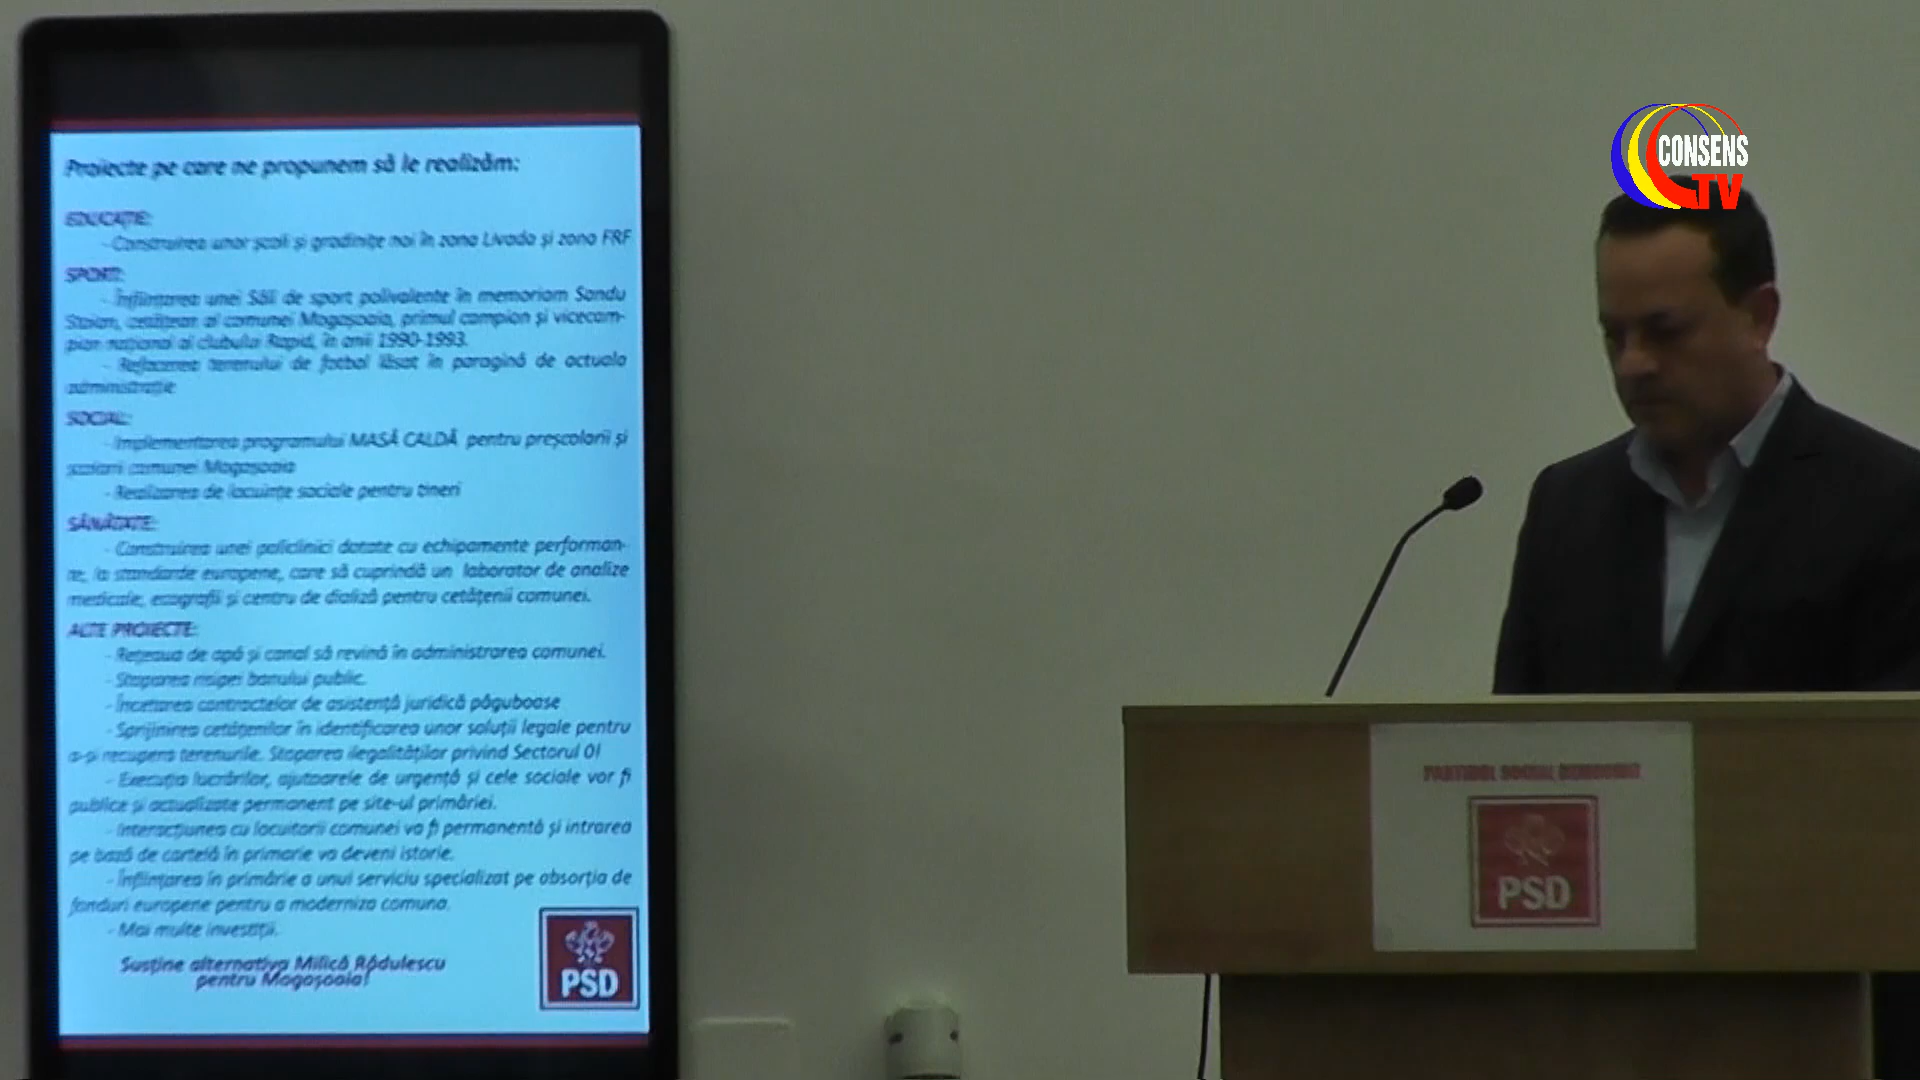 Proiecte pe care ne propunem să le realizăm:
EDUCAȚIE:
- Construirea unor școli și grădinițe noi în zona Livada și zona FRF
SPORT:
- Înființarea unei Săli de sport polivalente în memoriam Sandu
Stoian, cetățean al comunei Mogoșoaia, primul campion și vicecam-
pion național al clubului Rapid, în anii 1990-1993.
- Refacerea terenului de fotbal lăsat în paragină de actuala
administrație
SOCIAL:
- Implementarea programului MASĂ CALDĂ pentru preșcolarii și
școlarii comunei Mogoșoaia
- Realizarea de locuințe sociale pentru tineri
SĂNĂTATE:
- Construirea unei policlinici dotate cu echipamente performan-
te, la standarde europene, care să cuprindă un laborator de analize
medicale, ecografii și centru de dializă pentru cetățenii comunei.
ALTE PROIECTE:
- Rețeaua de apă și canal să revină în administrarea comunei.
- Stoparea risipei banului public.
- Încetarea contractelor de asistență juridică păguboase
- Sprijinirea cetățenilor în identificarea unor soluții legale pentru
a-și recupera terenurile. Stoparea ilegalităților privind Sectorul 01
- Execuția lucrărilor, ajutoarele de urgență și cele sociale vor fi
publice și actualizate permanent pe site-ul primăriei.
- Interacțiunea cu locuitorii comunei va fi permanentă și intrarea
pe bază de cartelă în primarie va deveni istorie.
- Înființarea în primărie a unui serviciu specializat pe absorția de
fonduri europene pentru a moderniza comuna.
- Mai multe investiții.
Susține alternativa Milică Rădulescu
pentru Mogoșoaia!
PSD
CONSENS
TV
PARTIDUL SOCIAL DEMOCRAT
PSD